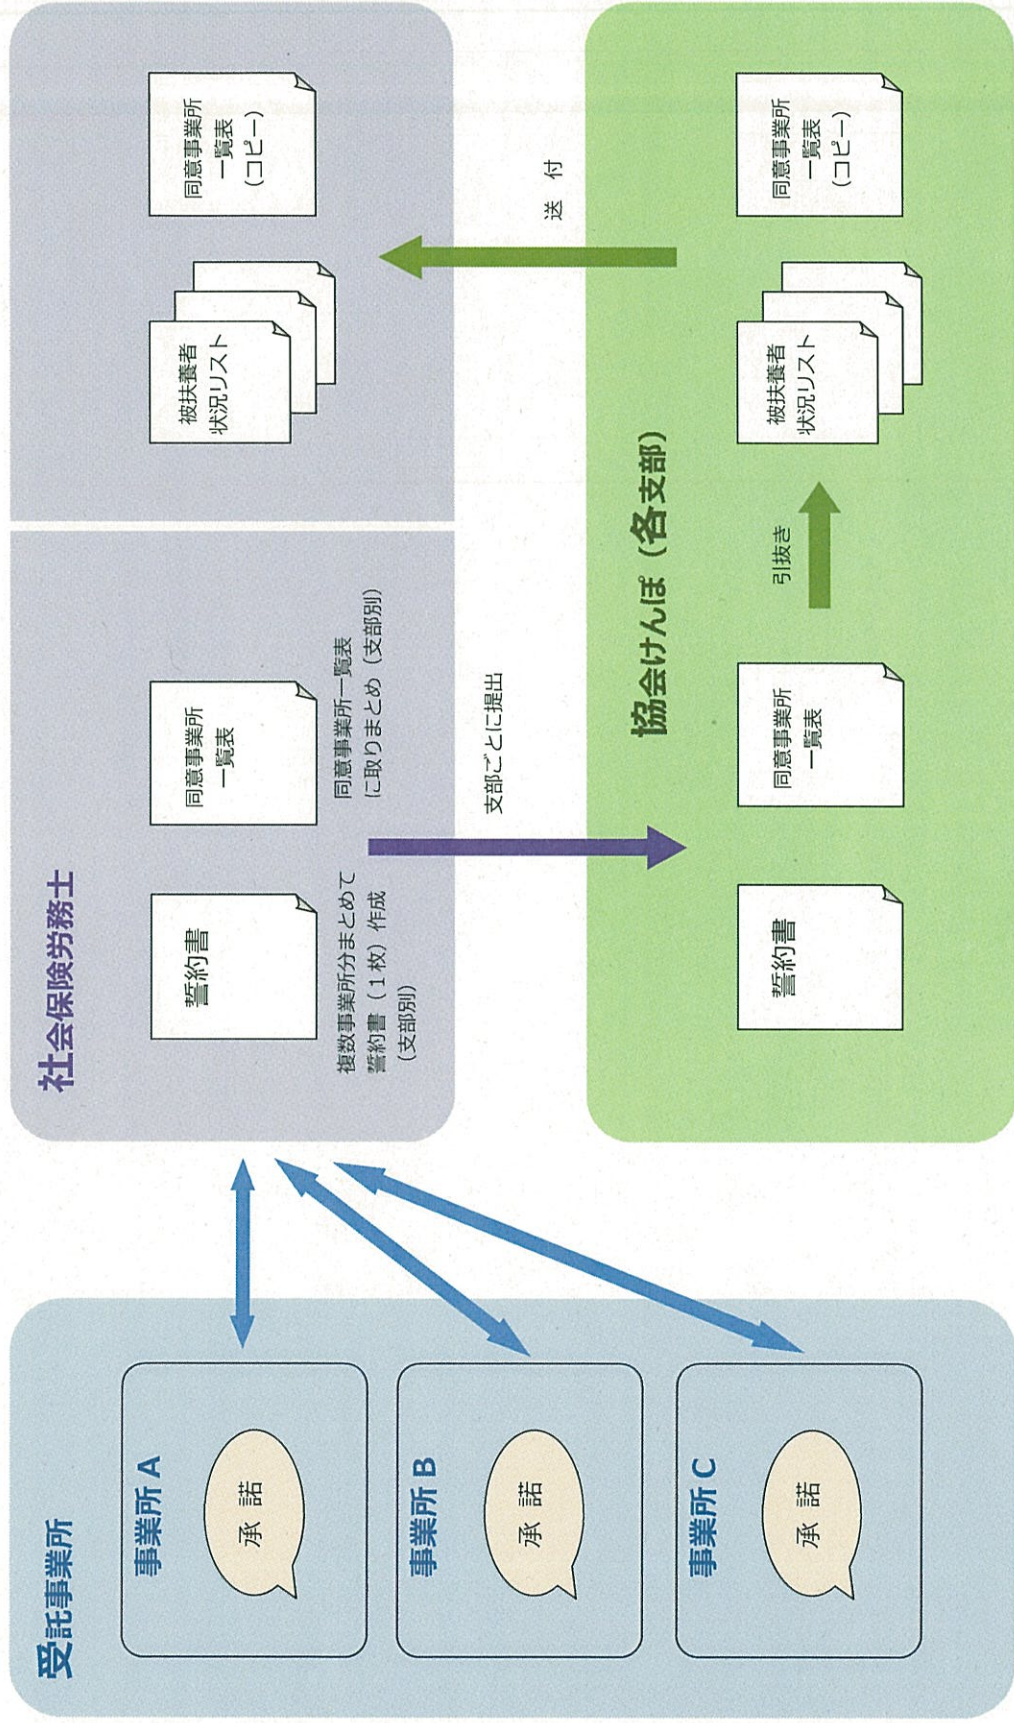 受託事業所
事業所 A
承 諾
事業所 B
承 諾
事業所 C
承 諾
社会保険労務士
誓約書
複数事業所分まとめて
誓約書（１枚）作成
（支部別）
同意事業所
一覧表
同意事業所一覧表
に取りまとめ（支部別）
被扶養者
状況リスト
同意事業所
一覧表
（コピー）
支部ごとに提出
送 付
協会けんぽ（各支部）
誓約書
同意事業所
一覧表
引抜き
被扶養者
状況リスト
同意事業所
一覧表
（コピー）